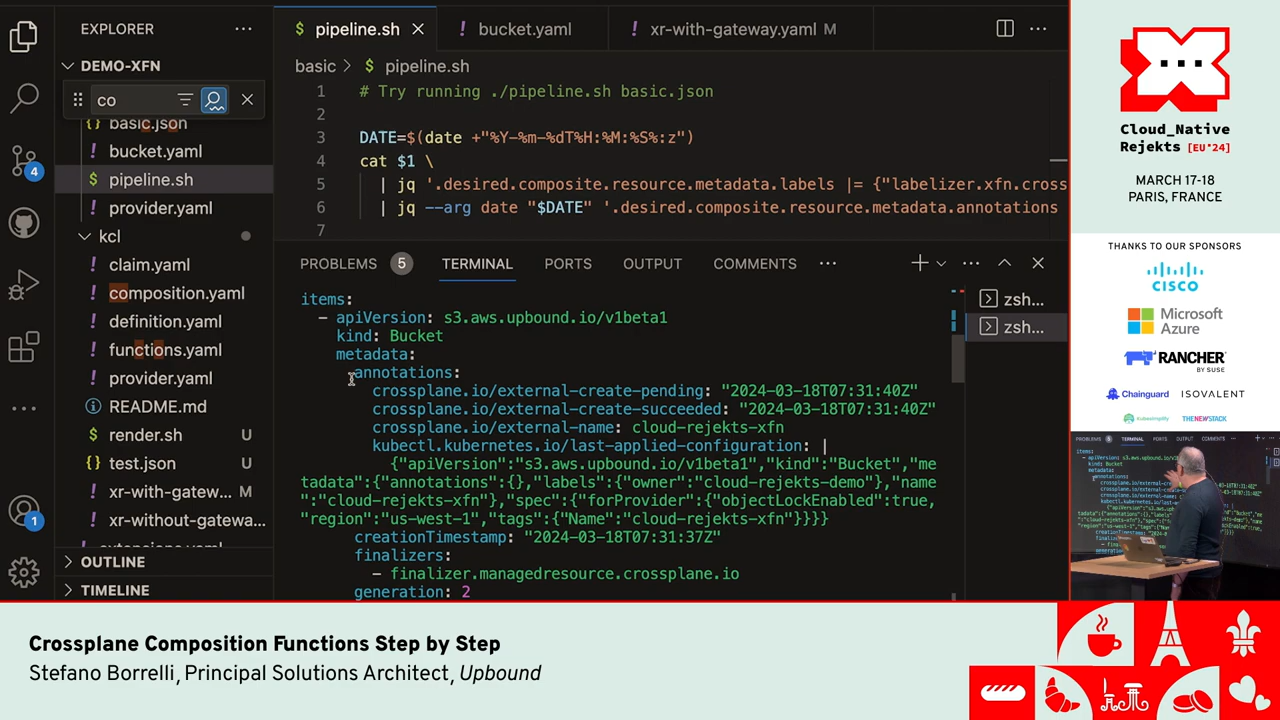 EXPLORER
DEMO-XFN
co
basic.json
bucket.yaml
pipeline.sh
provider.yaml
kcl
claim.yaml
composition.yaml
definition.yaml
functions.yaml
provider.yaml
README.md
render.sh U
test.json U
xr-with-gatew... M
xr-without-gatewa...
extensions.yaml
OUTLINE
TIMELINE
4
1
$ pipeline.sh
! bucket.yaml
! xr-with-gateway.yaml M
basic > $ pipeline.sh
1 # Try running ./pipeline.sh basic.json
2
3 DATE=$(date +"%Y-%m-%dT%H:%M:%S%:z")
4 cat $1 \
5 | jq '.desired.composite.resource.metadata.labels |= {"labelizer.xfn.cross
6 | jq --arg date "$DATE" '.desired.composite.resource.metadata.annotations
7
PROBLEMS 5 TERMINAL PORTS OUTPUT COMMENTS
zsh...
zsh...
items:
- apiVersion: s3.aws.upbound.io/v1beta1
kind: Bucket
metadata:
annotations:
crossplane.io/external-create-pending: "2024-03-18T07:31:40Z"
crossplane.io/external-create-succeeded: "2024-03-18T07:31:40Z"
crossplane.io/external-name: cloud-rejekts-xfn
kubectl.kubernetes.io/last-applied-configuration: |
{"apiVersion":"s3.aws.upbound.io/v1beta1","kind":"Bucket","me
tadata":{"annotations":{},"labels":{"owner":"cloud-rejekts-demo"},"name
":"cloud-rejekts-xfn"},"spec":{"forProvider":{"objectLockEnabled":true,
"region":"us-west-1","tags":{"Name":"cloud-rejekts-xfn"}}}}
creationTimestamp: "2024-03-18T07:31:37Z"
finalizers:
- finalizer.managedresource.crossplane.io
generation: 2
Cloud_Native
Rejekts [EU'24]
MARCH 17-18
PARIS, FRANCE
THANKS TO OUR SPONSORS
CISCO
Microsoft
Azure
RANCHER
BY SUSE
Chainguard ISOVALENT
Kubesimplify THENEWSTACK
Crossplane Composition Functions Step by Step
Stefano Borrelli, Principal Solutions Architect, Upbound